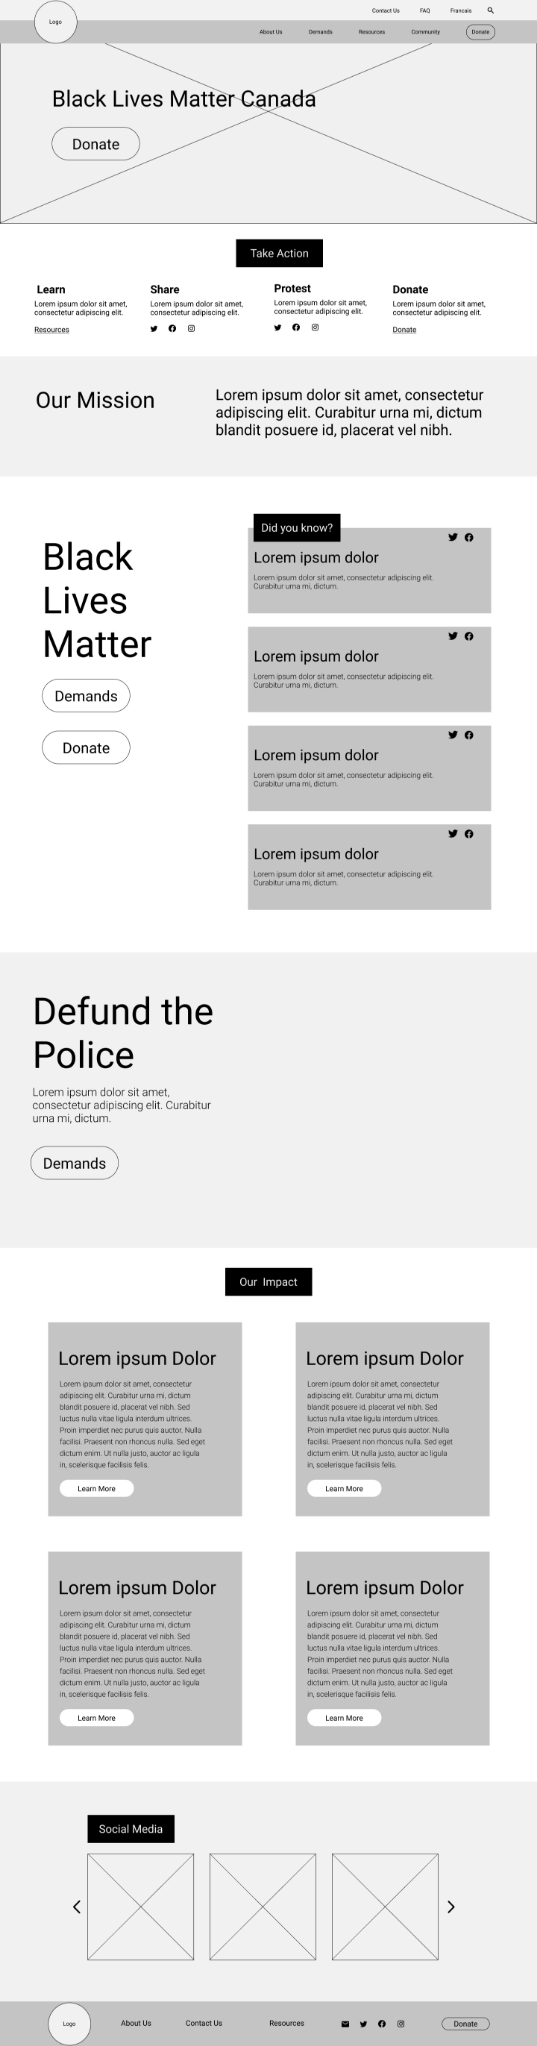 Contact Us FAQ Francais
Logo
About Us Demands Resources Community Donate
Black Lives Matter Canada
Donate
Take Action
Learn
Lorem ipsum dolor sit amet,
consectetur adipiscing elit.
Resources
Share
Lorem ipsum dolor sit amet,
consectetur adipiscing elit.
Protest
Lorem ipsum dolor sit amet,
consectetur adipiscing elit.
Donate
Lorem ipsum dolor sit amet,
consectetur adipiscing elit.
Donate
Our Mission
Lorem ipsum dolor sit amet, consectetur
adipiscing elit. Curabitur urna mi, dictum
blandit posuere id, placerat vel nibh.
Black
Lives
Matter
Demands
Donate
Did you know?
Lorem ipsum dolor
Lorem ipsum dolor sit amet, consectetur adipiscing elit.
Curabitur urna mi, dictum.
Lorem ipsum dolor
Lorem ipsum dolor sit amet, consectetur adipiscing elit.
Curabitur urna mi, dictum.
Lorem ipsum dolor
Lorem ipsum dolor sit amet, consectetur adipiscing elit.
Curabitur urna mi, dictum.
Lorem ipsum dolor
Lorem ipsum dolor sit amet, consectetur adipiscing elit.
Curabitur urna mi, dictum.
Defund the
Police
Lorem ipsum dolor sit amet,
consectetur adipiscing elit. Curabitur
urna mi, dictum.
Demands
Our Impact
Lorem ipsum Dolor
Lorem ipsum dolor sit amet, consectetur
adipiscing elit. Curabitur urna mi, dictum
blandit posuere id, placerat vel nibh. Sed
luctus nulla vitae ligula interdum ultrices.
Proin imperdiet nec purus quis auctor. Nulla
facilisi. Praesent non rhoncus nulla. Sed eget
dictum enim. Ut nulla justo, auctor ac ligula
in, scelerisque facilisis felis.
Learn More
Lorem ipsum Dolor
Lorem ipsum dolor sit amet, consectetur
adipiscing elit. Curabitur urna mi, dictum
blandit posuere id, placerat vel nibh. Sed
luctus nulla vitae ligula interdum ultrices.
Proin imperdiet nec purus quis auctor. Nulla
facilisi. Praesent non rhoncus nulla. Sed eget
dictum enim. Ut nulla justo, auctor ac ligula
in, scelerisque facilisis felis.
Learn More
Lorem ipsum Dolor
Lorem ipsum dolor sit amet, consectetur
adipiscing elit. Curabitur urna mi, dictum
blandit posuere id, placerat vel nibh. Sed
luctus nulla vitae ligula interdum ultrices.
Proin imperdiet nec purus quis auctor. Nulla
facilisi. Praesent non rhoncus nulla. Sed eget
dictum enim. Ut nulla justo, auctor ac ligula
in, scelerisque facilisis felis.
Learn More
Lorem ipsum Dolor
Lorem ipsum dolor sit amet, consectetur
adipiscing elit. Curabitur urna mi, dictum
blandit posuere id, placerat vel nibh. Sed
luctus nulla vitae ligula interdum ultrices.
Proin imperdiet nec purus quis auctor. Nulla
facilisi. Praesent non rhoncus nulla. Sed eget
dictum enim. Ut nulla justo, auctor ac ligula
in, scelerisque facilisis felis.
Learn More
Social Media
Logo About Us Contact Us Resources Donate